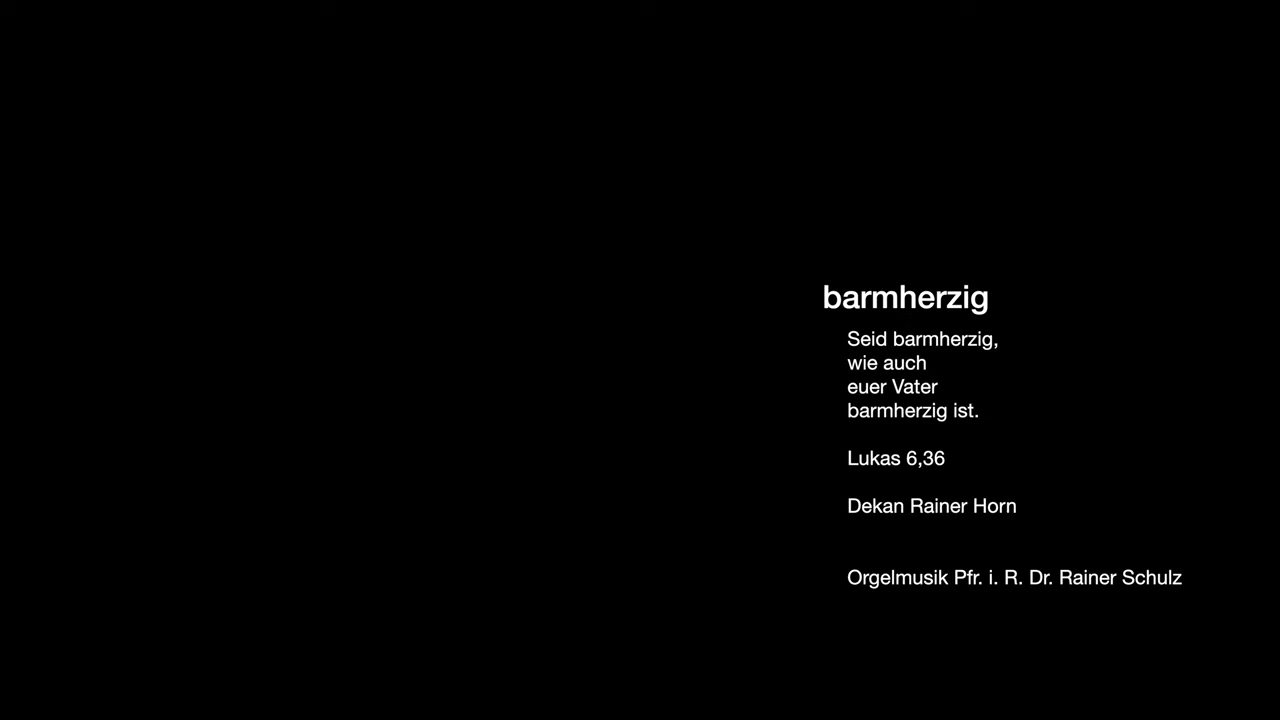 barmherzig
Seid barmherzig,
wie auch
euer Vater
barmherzig ist.
Lukas 6,36
Dekan Rainer Horn
Orgelmusik Pfr. i. R. Dr. Rainer Schulz